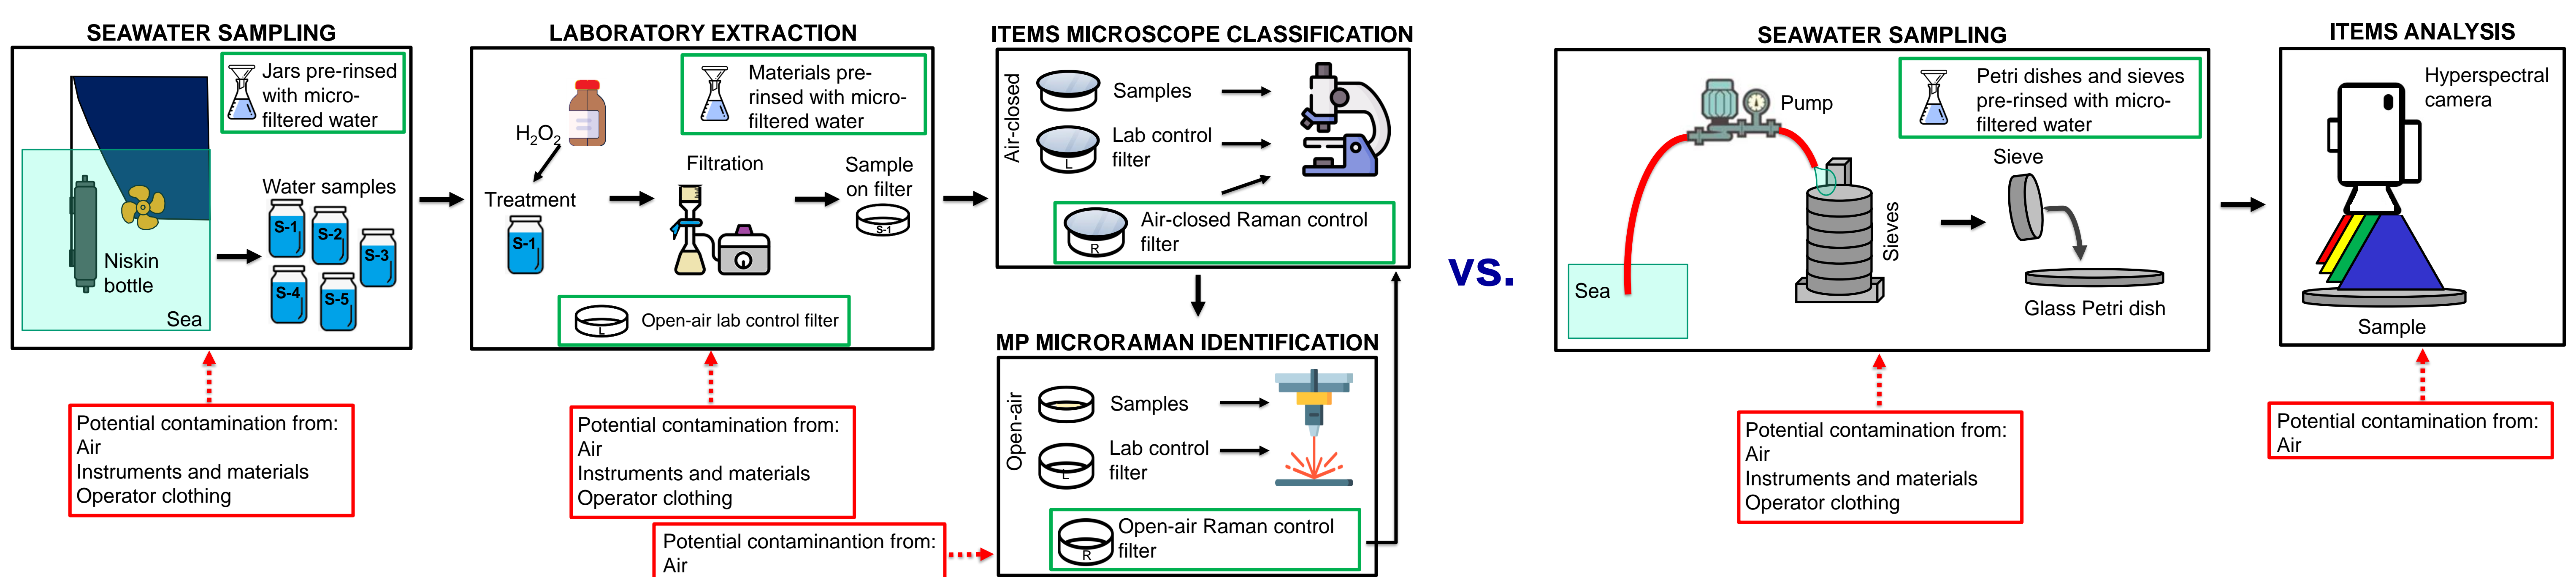 SEAWATER SAMPLING
Jars pre-rinsed
with micro-
filtered water
Water samples
S-1
S-2
S-3
S-4
S-5
Niskin
bottle
Sea
Potential contamination from:
Air
Instruments and materials
Operator clothing
LABORATORY EXTRACTION
Materials pre-
rinsed with micro-
filtered water
H₂O₂
Treatment
S-1
Filtration
Sample
on filter
S-1
L
Open-air lab control filter
Potential contamination from:
Air
Instruments and materials
Operator clothing
ITEMS MICROSCOPE CLASSIFICATION
Air-closed
Samples
Lab control
filter
L
Air-closed Raman control
filter
R
MP MICRORAMAN IDENTIFICATION
Open-air
Samples
Lab control
filter
L
Open-air Raman control
filter
R
Potential contaminantion from:
Air
vs.
SEAWATER SAMPLING
Pump
Petri dishes and sieves
pre-rinsed with micro-
filtered water
Sea
Sieves
Sieve
Glass Petri dish
Potential contamination from:
Air
Instruments and materials
Operator clothing
ITEMS ANALYSIS
Hyperspectral
camera
Sample
Potential contamination from:
Air